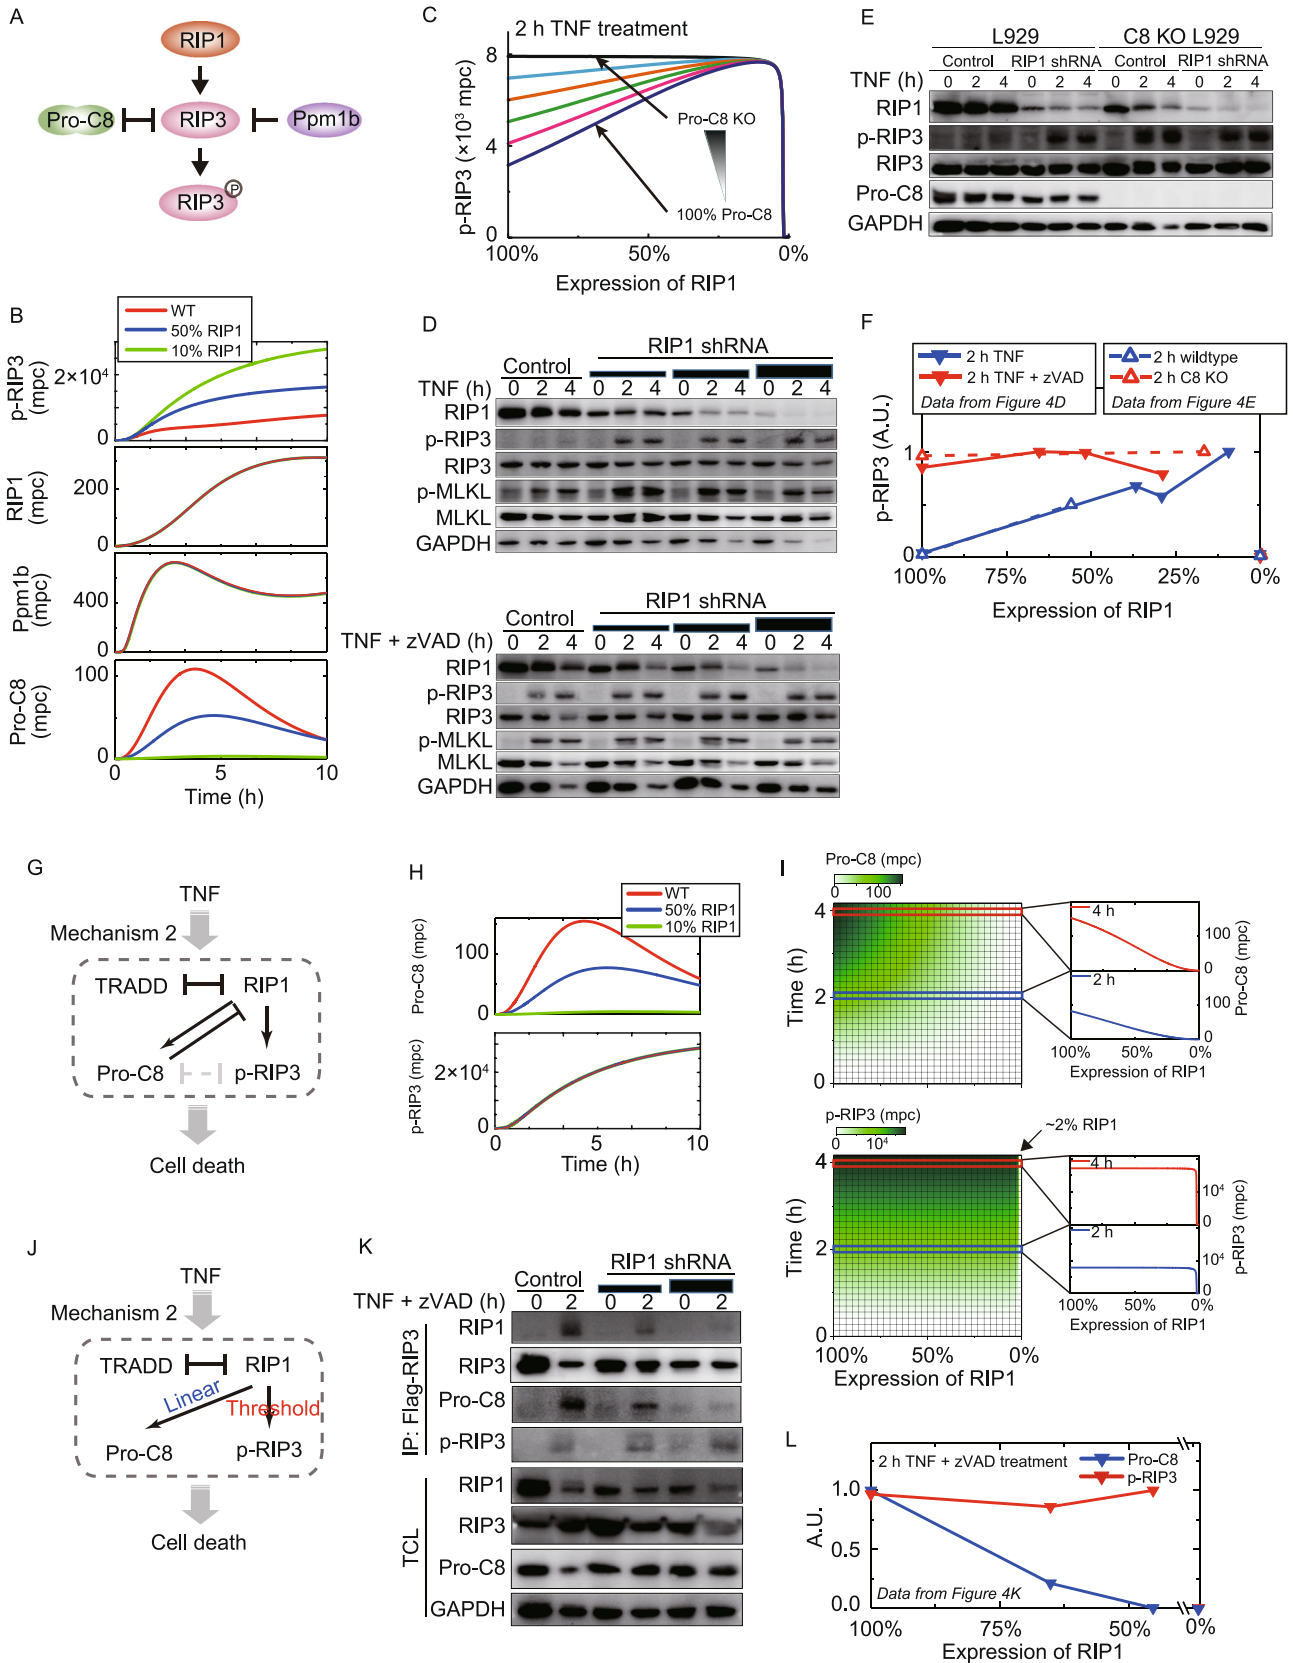 A
RIP1
Pro-C8
RIP3
Ppm1b
RIP3
P
B
WT
50% RIP1
10% RIP1
p-RIP3
(mpc)
2×10⁴
0
RIP1
(mpc)
300
0
Ppm1b
(mpc)
400
0
Pro-C8
(mpc)
100
0
0 5 10
Time (h)
C
2 h TNF treatment
p-RIP3 (×10³ mpc)
8
4
0
Pro-C8 KO
100% Pro-C8
100% 50% 0%
Expression of RIP1
D
Control RIP1 shRNA
TNF (h) 0 2 4 0 2 4 0 2 4 0 2 4
RIP1
p-RIP3
RIP3
p-MLKL
MLKL
GAPDH
Control RIP1 shRNA
TNF + zVAD (h) 0 2 4 0 2 4 0 2 4 0 2 4
RIP1
p-RIP3
RIP3
p-MLKL
MLKL
GAPDH
E
L929 C8 KO L929
Control RIP1 shRNA Control RIP1 shRNA
TNF (h) 0 2 4 0 2 4 0 2 4 0 2 4
RIP1
p-RIP3
RIP3
Pro-C8
GAPDH
F
2 h TNF
2 h TNF + zVAD
Data from Figure 4D
2 h wildtype
2 h C8 KO
Data from Figure 4E
p-RIP3 (A.U.)
1
0
100% 75% 50% 25% 0%
Expression of RIP1
G
TNF
Mechanism 2
TRADD RIP1
Pro-C8 p-RIP3
Cell death
H
WT
50% RIP1
10% RIP1
Pro-C8 (mpc)
100
0
p-RIP3 (mpc)
2×10⁴
0
0 5 10
Time (h)
I
Pro-C8 (mpc)
0 100
Time (h)
4
2
0
4 h
100
0
2 h
100
0
Pro-C8 (mpc)
100% 50% 0%
Expression of RIP1
p-RIP3 (mpc)
0 10⁴
~2% RIP1
Time (h)
4
2
0
100% 50% 0%
Expression of RIP1
4 h
10⁴
0
2 h
10⁴
0
p-RIP3 (mpc)
100% 50% 0%
Expression of RIP1
J
TNF
Mechanism 2
TRADD RIP1
Linear
Threshold
Pro-C8 p-RIP3
Cell death
K
Control RIP1 shRNA
TNF + zVAD (h) 0 2 0 2 0 2
IP: Flag-RIP3
RIP1
RIP3
Pro-C8
p-RIP3
TCL
RIP1
RIP3
Pro-C8
GAPDH
L
2 h TNF + zVAD treatment
Pro-C8
p-RIP3
A.U.
1.0
0.5
0.0
Data from Figure 4K
100% 75% 50% 0%
Expression of RIP1